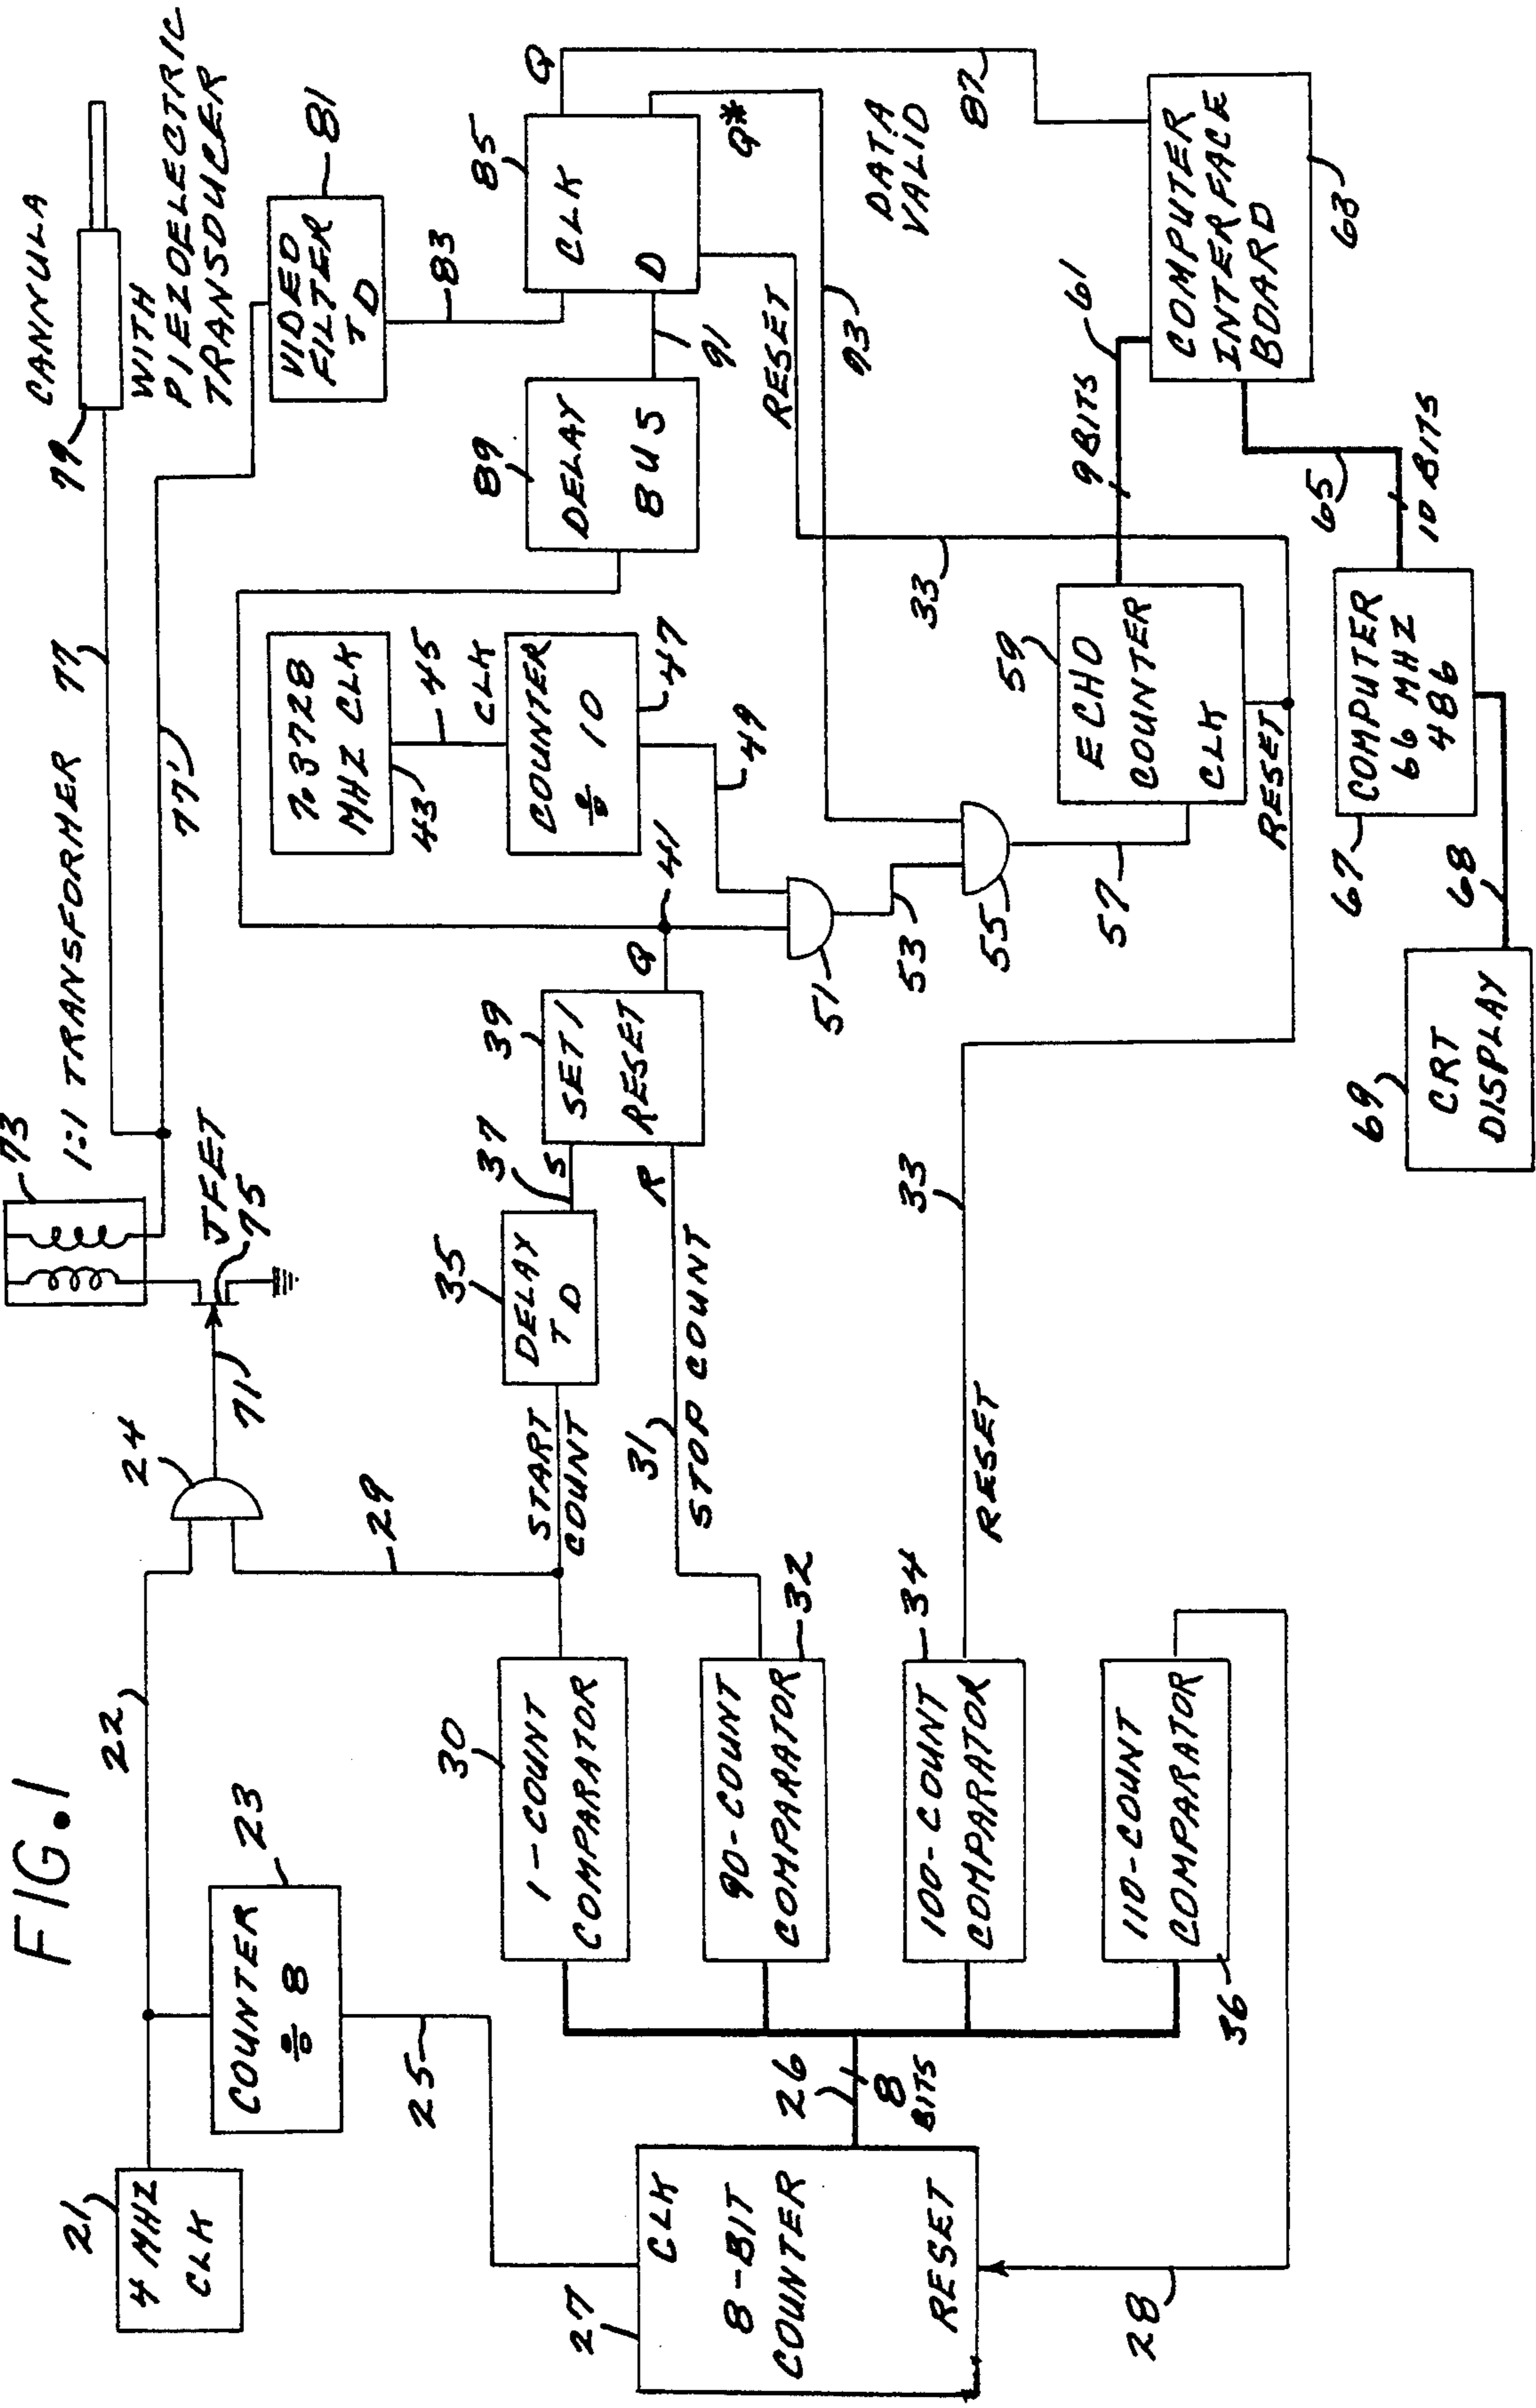 FIG.1
21
4 MHZ
CLK
22
COUNTER
÷ 8
23
25
24
71
29
73
1:1 TRANSFORMER
JFET
75
77
77'
79
CANNULA
WITH
PIEZOELECTRIC
TRANSDUCER
VIDEO
FILTER
TD
81
83
27
CLK
8-BIT
COUNTER
RESET
28
26
8
BITS
30
1-COUNT
COMPARATOR
90-COUNT
COMPARATOR
32
100-COUNT
COMPARATOR
34
110-COUNT
COMPARATOR
36
START
COUNT
35
DELAY
TD
37
S
31
STOP COUNT
R
39
SET/
RESET
Q
41
7.3728
MHZ CLK
43
45
CLK
COUNTER
÷ 10
47
49
51
53
55
57
89
DELAY
8 US
91
85
CLK
D
Q
Q*
RESET
93
DATA
VALID
87
33
RESET
33
59
ECHO
COUNTER
CLK
RESET
9 BITS
61
COMPUTER
INTERFACE
BOARD
63
65
10 BITS
67
COMPUTER
66 MHZ
486
68
69
CRT
DISPLAY